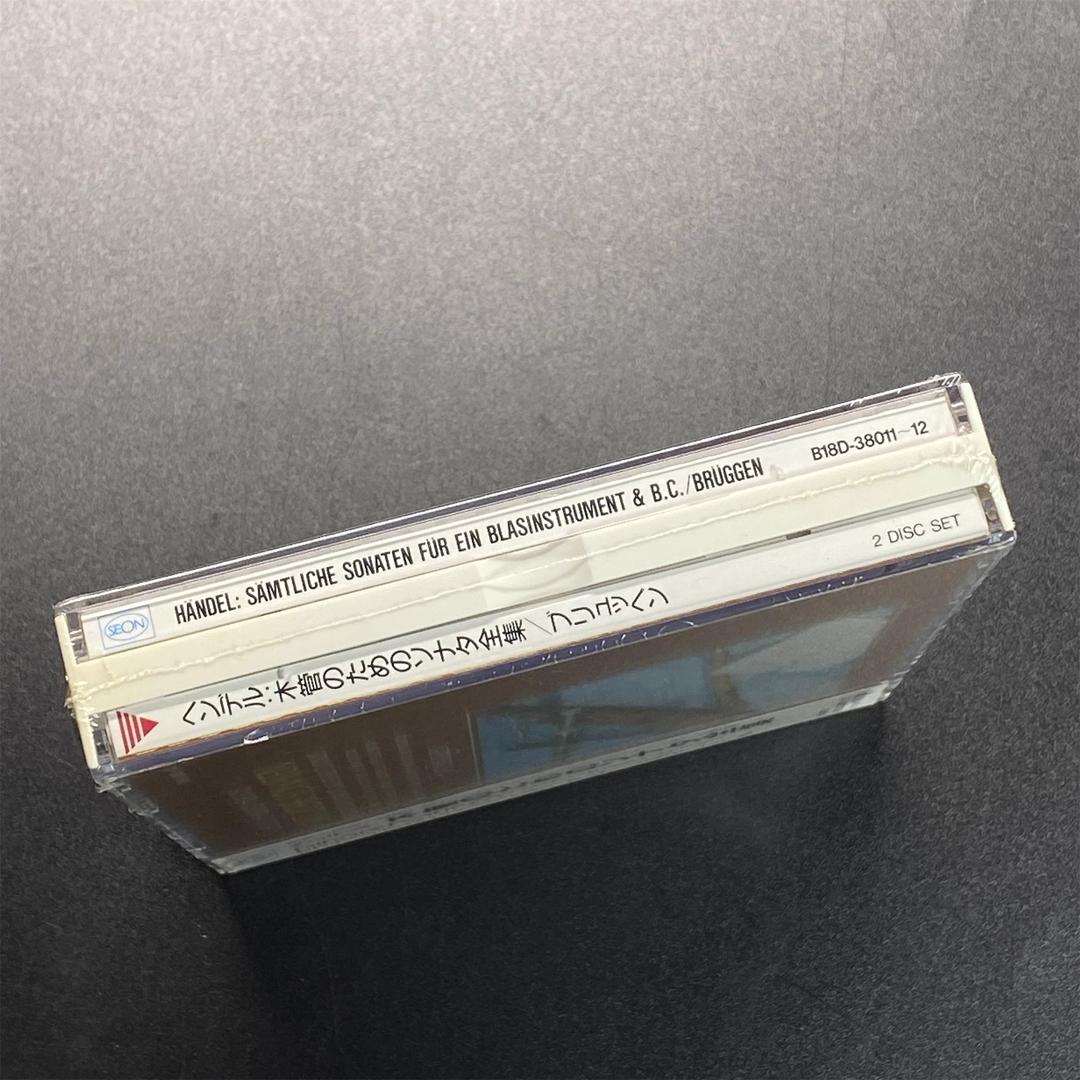 SEON HÄNDEL: SÄMTLICHE SONATEN FÜR EIN BLASINSTRUMENT & B.C./BRÜGGEN B18D-38011~12
ヘンデル:木管のためのソナタ全集/ブリュッヘン 2 DISC SET